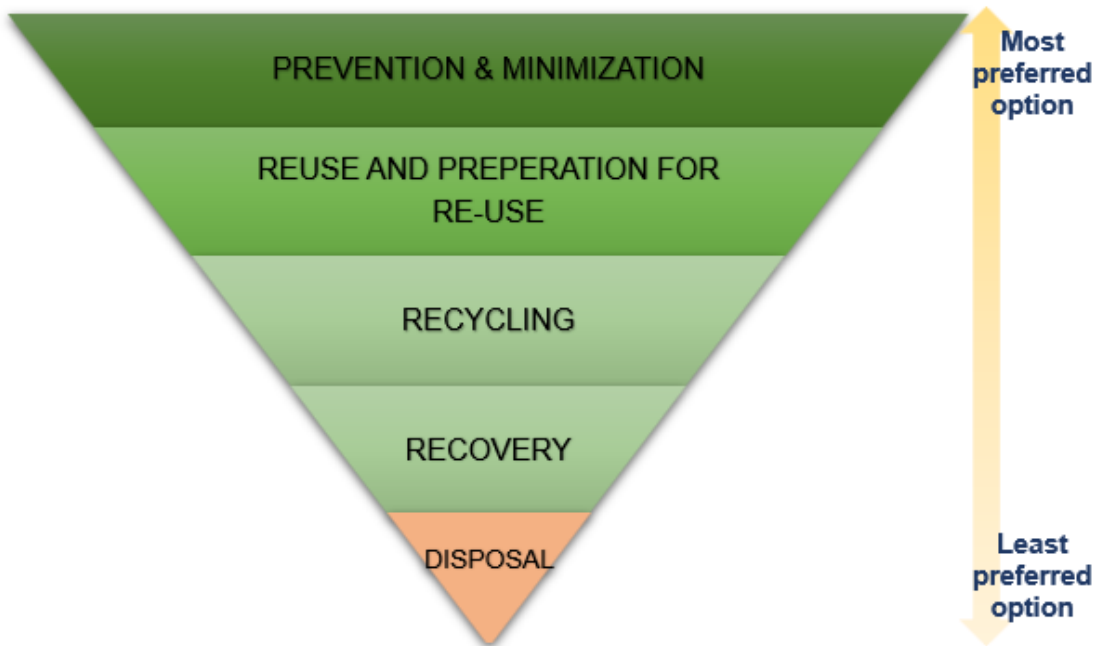 PREVENTION & MINIMIZATION
REUSE AND PREPERATION FOR
RE-USE
RECYCLING
RECOVERY
DISPOSAL
Most
preferred
option
Least
preferred
option